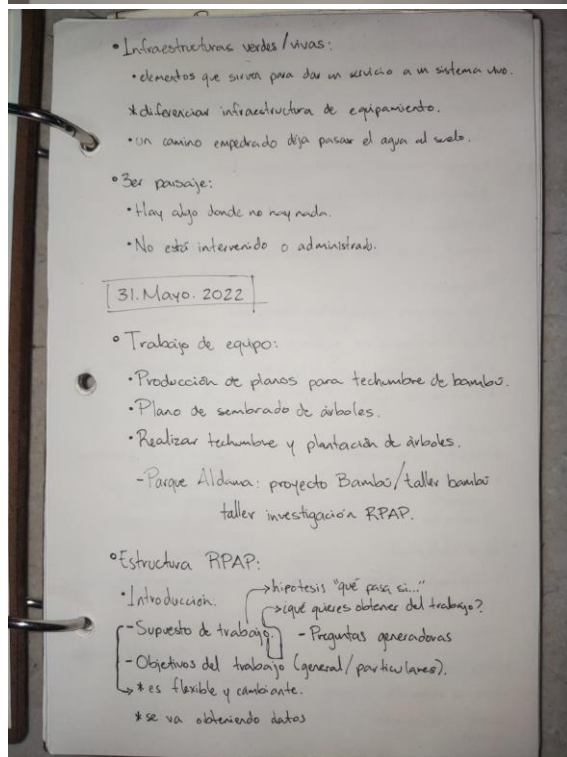 • Infraestructuras verdes/vivas:
• elementos que sirven para dar un servicio a un sistema vivo.
* diferenciar infraestructura de equipamiento.
• un camino empedrado deja pasar el agua al suelo.
• 3er paisaje:
• Hay algo donde no hay nada.
• No está intervenido o administrado.
31. Mayo. 2022
• Trabajo de equipo:
• Producción de planos para techumbre de bambú.
• Plano de sembrado de árboles.
• Realizar techumbre y plantación de árboles.
- Parque Aldama: proyecto Bambú/taller bambú
taller investigación RPAP.
• Estructura RPAP:
→ hipotesis "qué pasa si..."
• Introducción.
→ ¿qué quieres obtener del trabajo?
- Supuesto de trabajo. - Preguntas generadoras
- Objetivos del trabajo (general/particulares).
→ * es flexible y cambiante.
* se va obteniendo datos